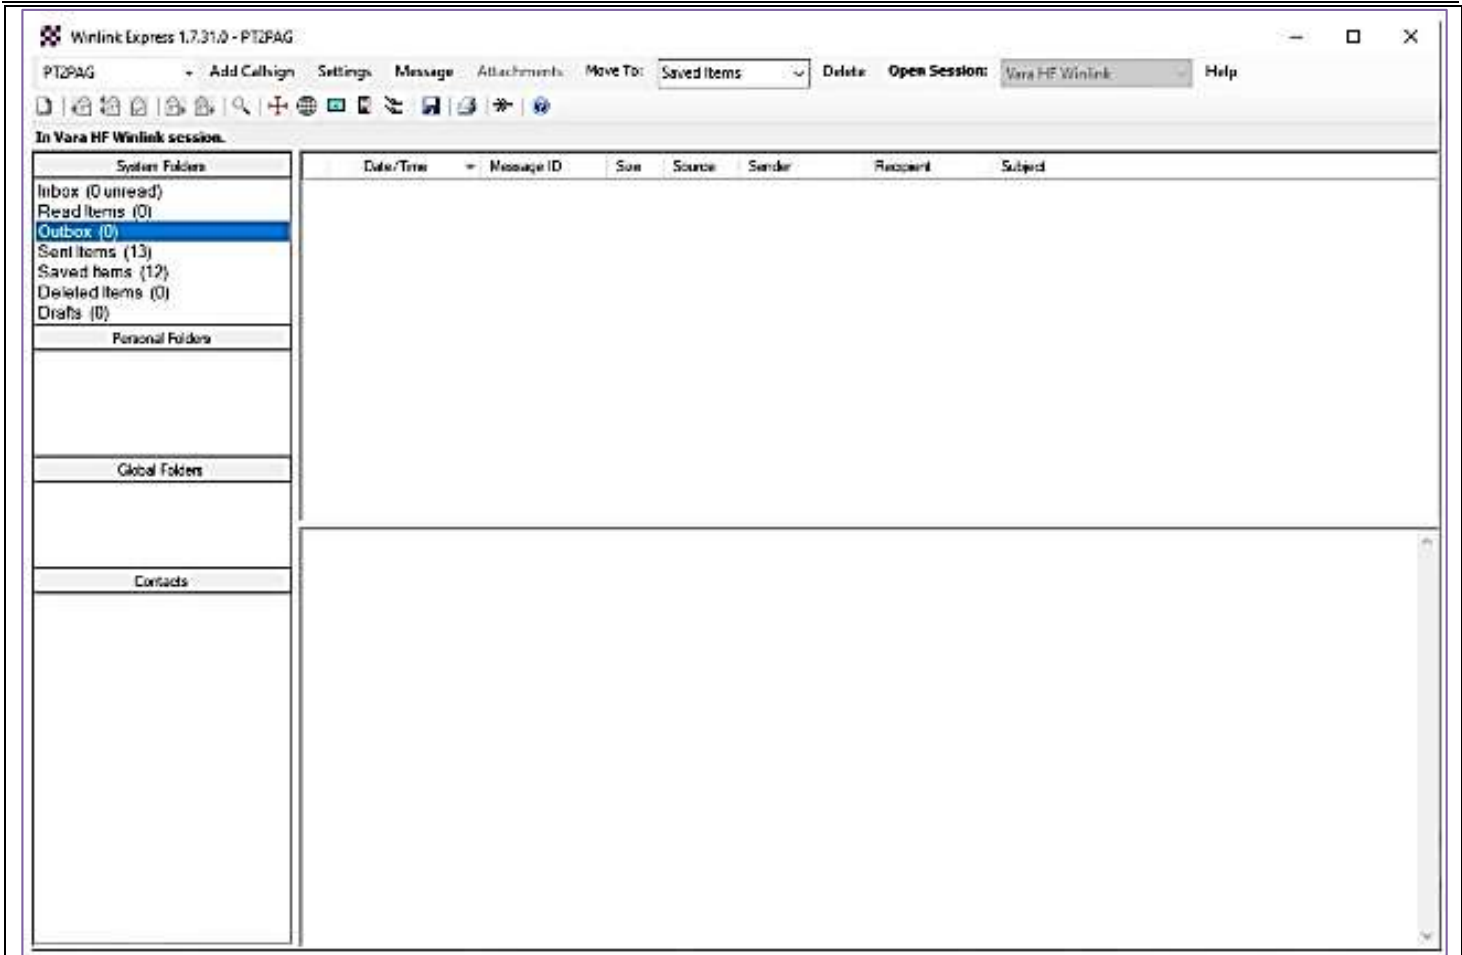 Winlink Express 1.7.31.0 - PT2PAG
PT2PAG Add Callsign Settings Message Attachments Move To: Saved Items Delete Open Session: Vara HF Winlink Help
In Vara HF Winlink session.
System Folders
Date/Time Message ID Size Source Sender Recipient Subject
Inbox (0 unread)
Read Items (0)
Outbox (0)
Sent Items (13)
Saved Items (12)
Deleted Items (0)
Drafts (0)
Personal Folders
Global Folders
Contacts